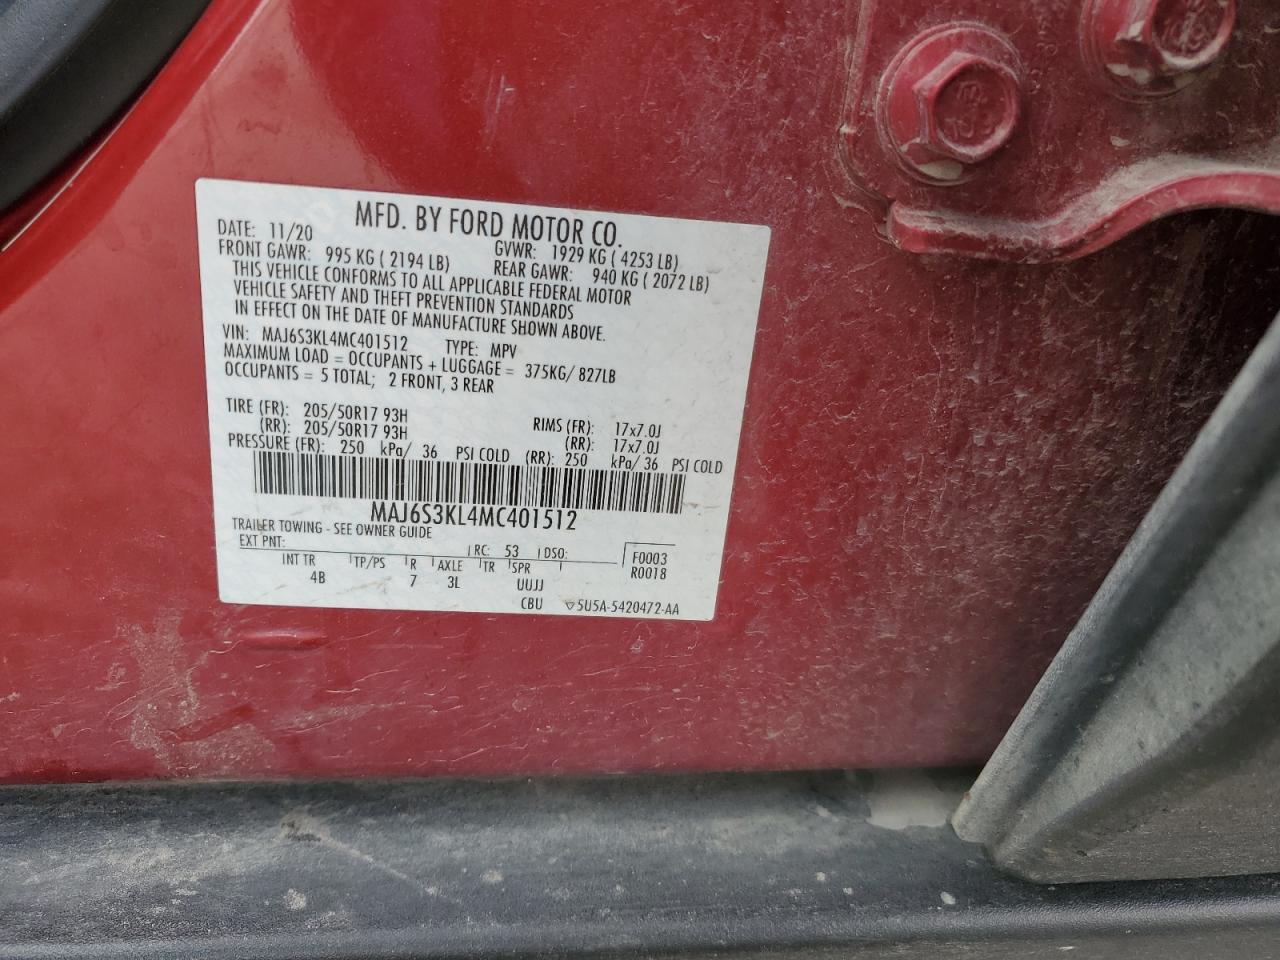 MFD. BY FORD MOTOR CO.
DATE: 11/20 GVWR: 1929 KG ( 4253 LB)
FRONT GAWR: 995 KG ( 2194 LB) REAR GAWR: 940 KG ( 2072 LB)
THIS VEHICLE CONFORMS TO ALL APPLICABLE FEDERAL MOTOR
VEHICLE SAFETY AND THEFT PREVENTION STANDARDS
IN EFFECT ON THE DATE OF MANUFACTURE SHOWN ABOVE.
VIN: MAJ6S3KL4MC401512 TYPE: MPV
MAXIMUM LOAD = OCCUPANTS + LUGGAGE = 375KG/ 827LB
OCCUPANTS = 5 TOTAL; 2 FRONT, 3 REAR
TIRE (FR): 205/50R17 93H RIMS (FR): 17x7.0J
(RR): 205/50R17 93H (RR): 17x7.0J
PRESSURE (FR): 250 kPa/ 36 PSI COLD (RR): 250 kPa/ 36 PSI COLD
MAJ6S3KL4MC401512
TRAILER TOWING - SEE OWNER GUIDE
EXT PNT: RC: 53 DSO: F0003
INT TR TP/PS R AXLE TR SPR R0018
4B 7 3L UUJJ
CBU ▽5U5A-5420472-AA